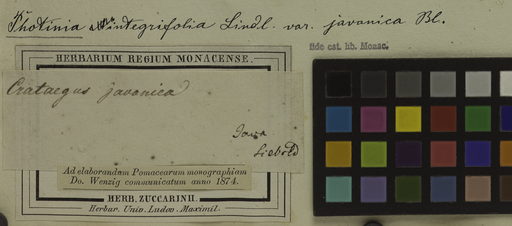 Photinia integrifolia Lindl. var. javanica Bl.
fide est. hb. Monac.
HERBARIUM REGIUM MONACENSE.
Crataegus javanica
Java
Siebold
Ad elaborandam Pomacearum monographiam
Do. Wenzig communicatum anno 1874.
HERB. ZUCCARINII.
Herbar. Univ. Ludov. Maximil.